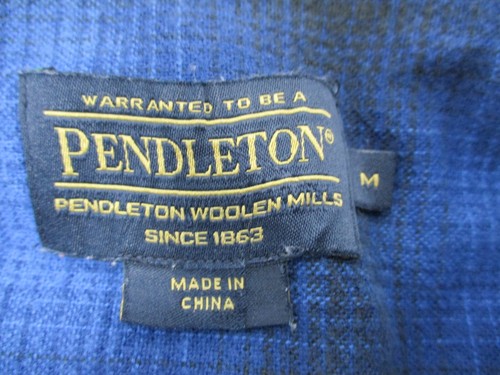 WARRANTED TO BE A
PENDLETON®
PENDLETON WOOLEN MILLS
SINCE 1863
M
MADE IN
CHINA